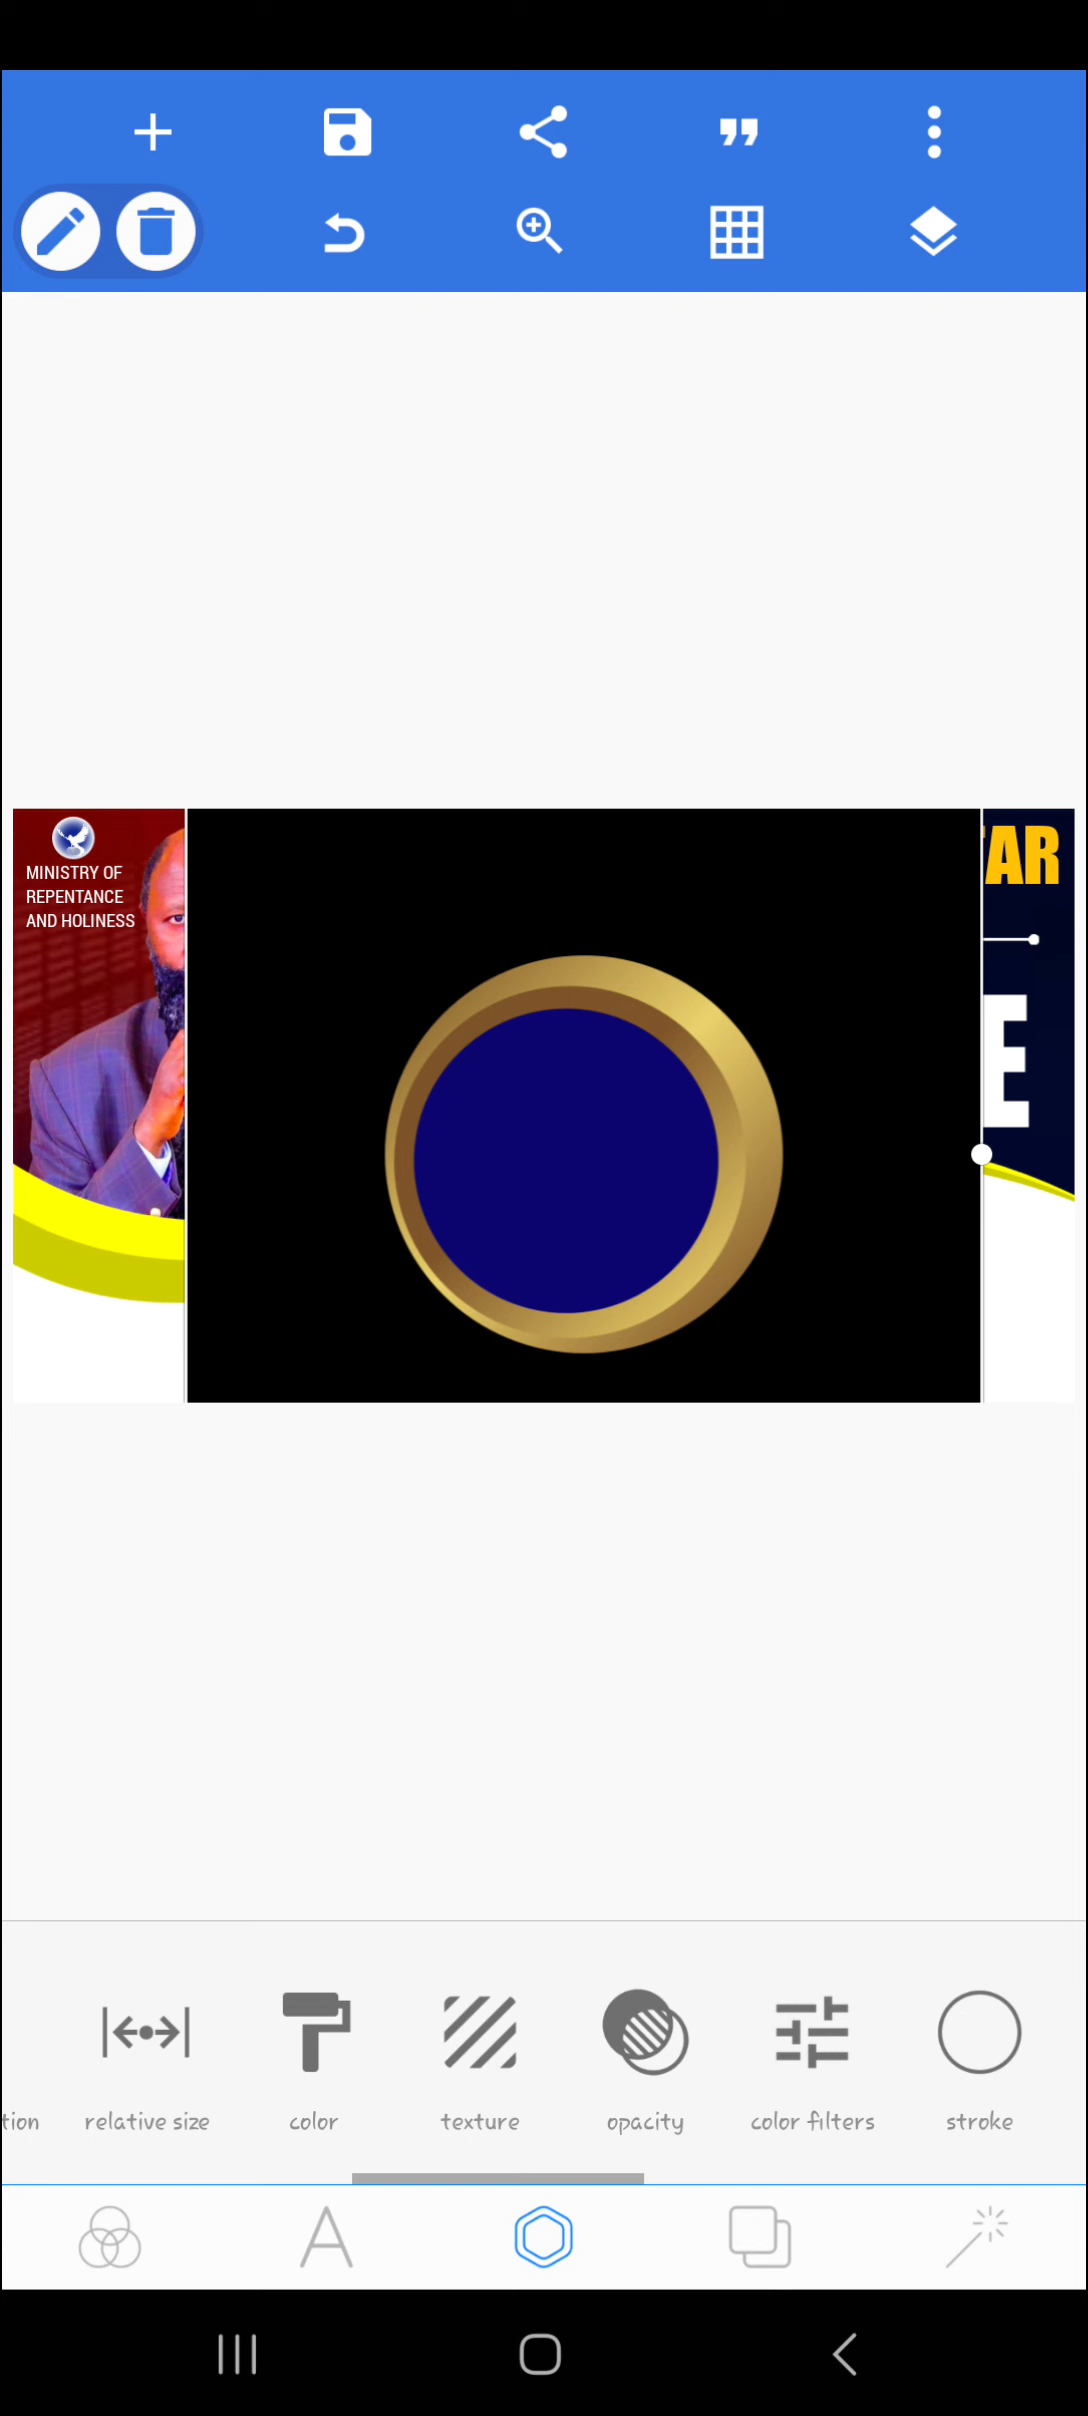 MINISTRY OF
REPENTANCE
AND HOLINESS
AR
E
tion
relative size
color
texture
opacity
color filters
stroke